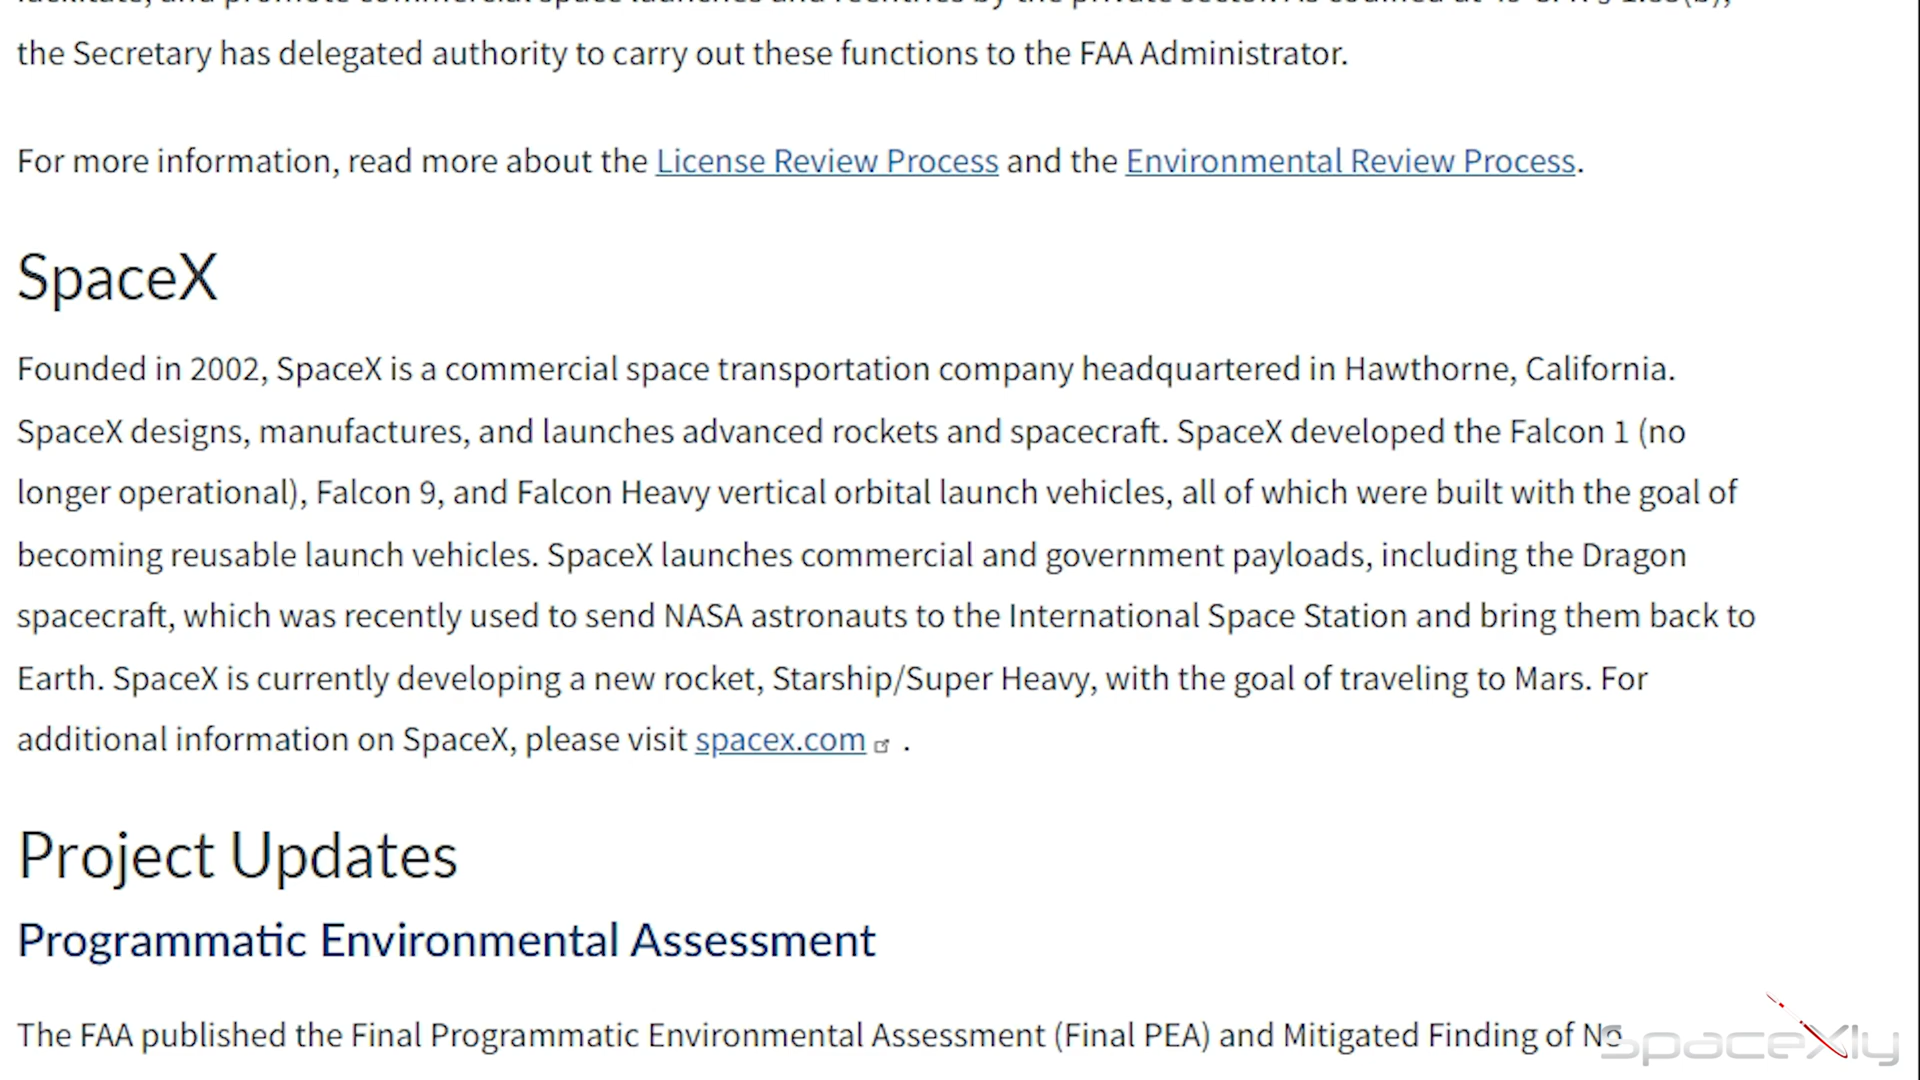 the Secretary has delegated authority to carry out these functions to the FAA Administrator.
For more information, read more about the License Review Process and the Environmental Review Process.
SpaceX
Founded in 2002, SpaceX is a commercial space transportation company headquartered in Hawthorne, California.
SpaceX designs, manufactures, and launches advanced rockets and spacecraft. SpaceX developed the Falcon 1 (no
longer operational), Falcon 9, and Falcon Heavy vertical orbital launch vehicles, all of which were built with the goal of
becoming reusable launch vehicles. SpaceX launches commercial and government payloads, including the Dragon
spacecraft, which was recently used to send NASA astronauts to the International Space Station and bring them back to
Earth. SpaceX is currently developing a new rocket, Starship/Super Heavy, with the goal of traveling to Mars. For
additional information on SpaceX, please visit spacex.com .
Project Updates
Programmatic Environmental Assessment
The FAA published the Final Programmatic Environmental Assessment (Final PEA) and Mitigated Finding of No
SpaceXly